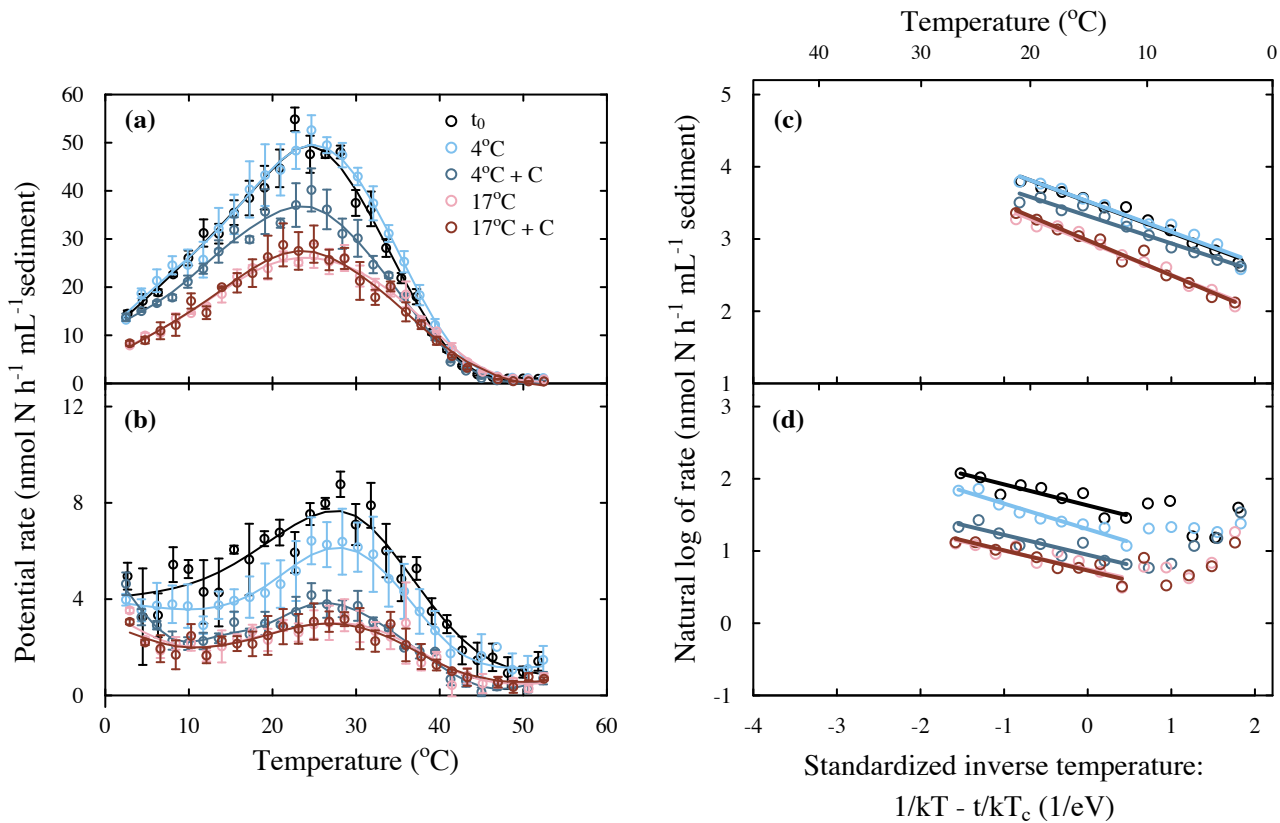 Temperature (°C)
40 30 20 10 0
60
50
40
30
20
10
0
(a)
t₀
4°C
4°C + C
17°C
17°C + C
5
4
3
2
1
(c)
12
8
4
0
(b)
3
2
1
0
-1
(d)
Potential rate (nmol N h⁻¹ mL⁻¹ sediment)
Natural log of rate (nmol N h⁻¹ mL⁻¹ sediment)
0 10 20 30 40 50 60
-4 -3 -2 -1 0 1 2
Temperature (°C)
Standardized inverse temperature:
1/kT - t/kT꜀ (1/eV)